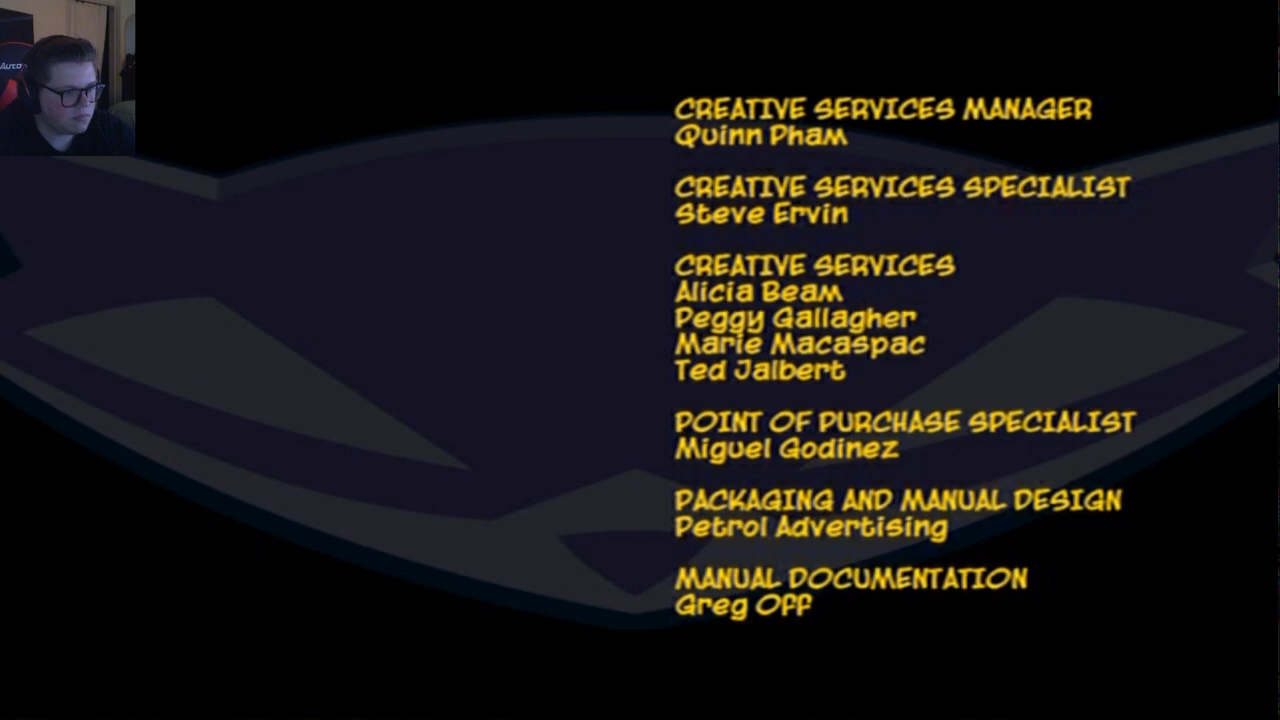 Auto
CREATIVE SERVICES MANAGER
Quinn Pham
CREATIVE SERVICES SPECIALIST
Steve Ervin
CREATIVE SERVICES
Alicia Beam
Peggy Gallagher
Marie Macaspac
Ted Jalbert
POINT OF PURCHASE SPECIALIST
Miguel Godinez
PACKAGING AND MANUAL DESIGN
Petrol Advertising
MANUAL DOCUMENTATION
Greg Off